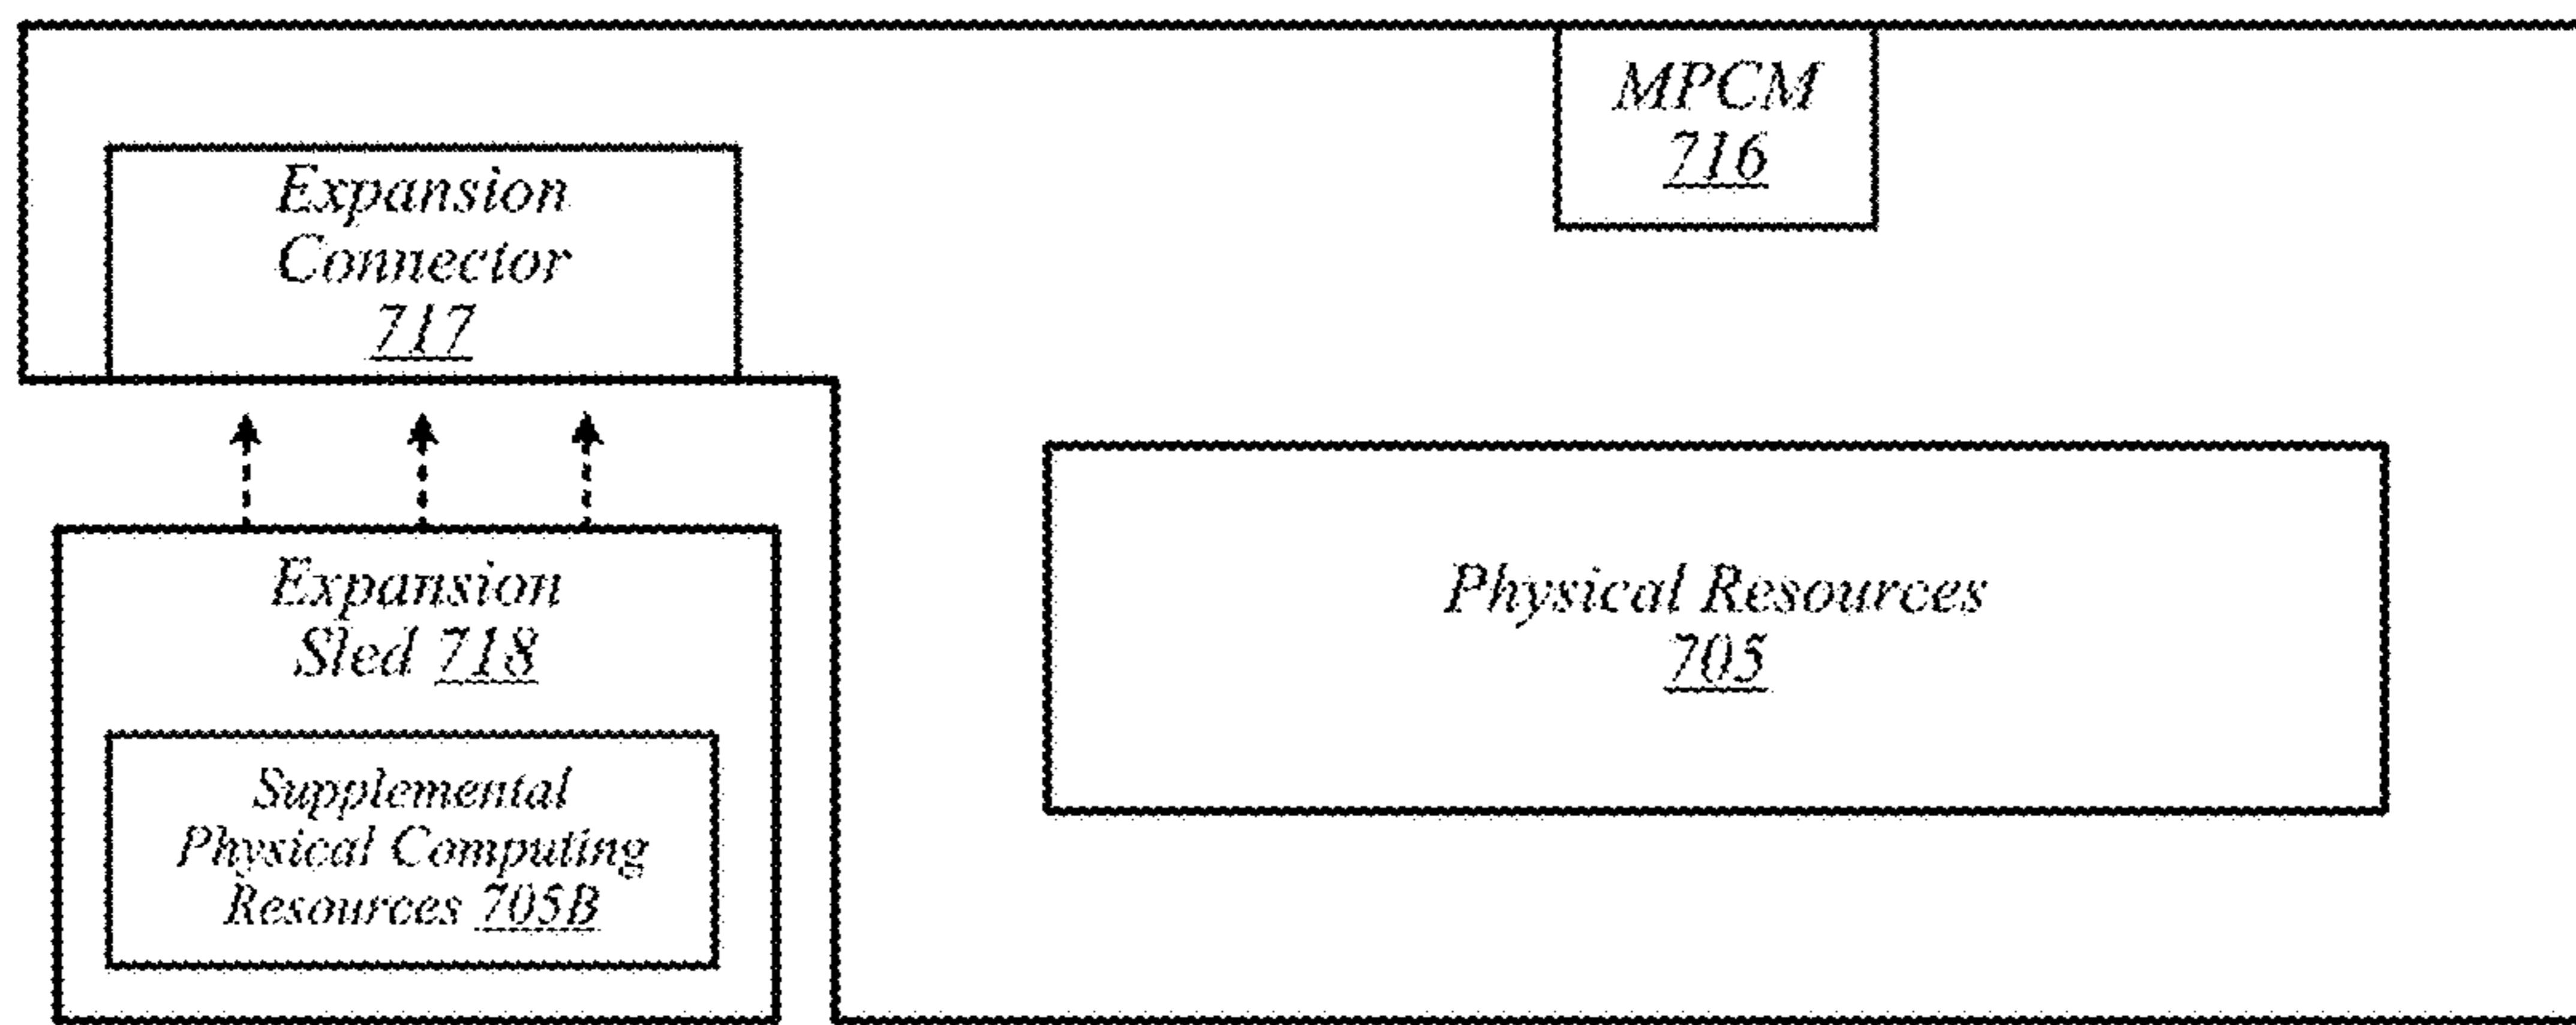 MPCM
716
Expansion
Connector
717
Expansion
Sled 718
Supplemental
Physical Computing
Resources 705B
Physical Resources
705